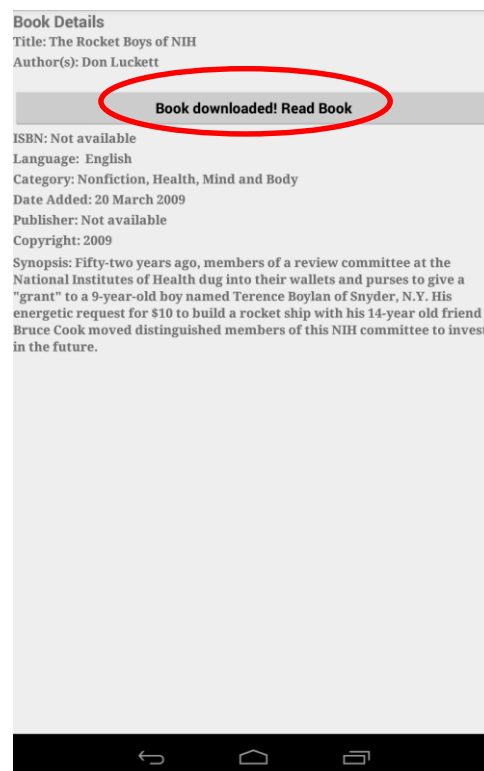 Book Details
Title: The Rocket Boys of NIH
Author(s): Don Luckett
Book downloaded! Read Book
ISBN: Not available
Language: English
Category: Nonfiction, Health, Mind and Body
Date Added: 20 March 2009
Publisher: Not available
Copyright: 2009
Synopsis: Fifty-two years ago, members of a review committee at the
National Institutes of Health dug into their wallets and purses to give a
"grant" to a 9-year-old boy named Terence Boylan of Snyder, N.Y. His
energetic request for $10 to build a rocket ship with his 14-year old friend
Bruce Cook moved distinguished members of this NIH committee to invest
in the future.